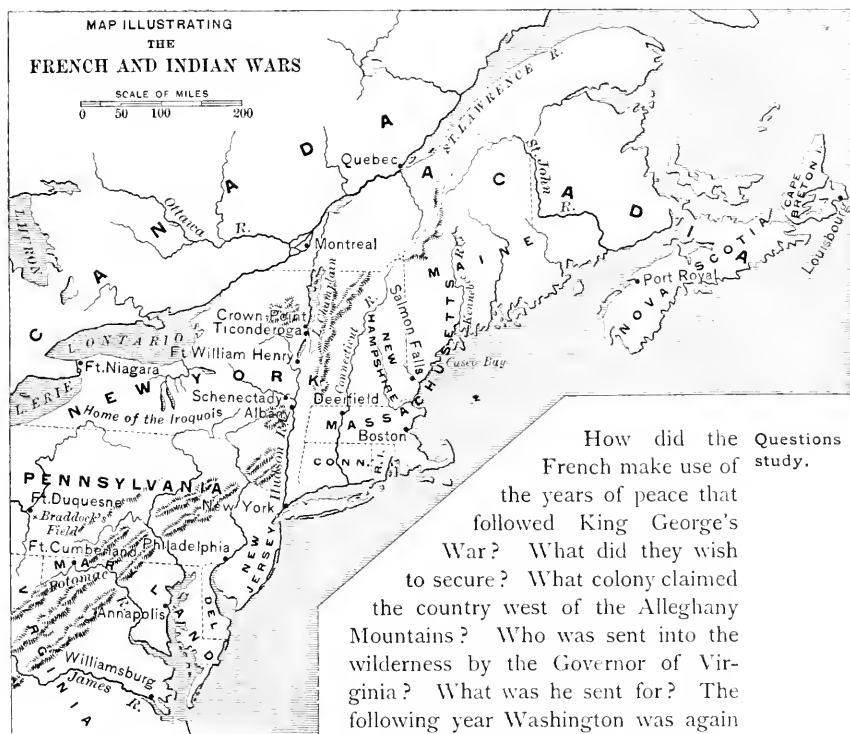 MAP ILLUSTRATING
THE
FRENCH AND INDIAN WARS
SCALE OF MILES
0 50 100 200
CANADA
ACADIA
ST. LAWRENCE R.
Quebec
St. John
R.
CAPE
BRETON I.
Louisbourg
NOVA SCOTIA
Port Royal
L. HURON
Ottawa
R.
Montreal
MAINE
Kennebec R.
L. Champlain
Crown Point
Ticonderoga
Connecticut R.
NEW
HAMPSHIRE
Salmon Falls
Casco Bay
L. ONTARIO
Ft. William Henry
Ft. Niagara
L. ERIE
NEW YORK
Home of the Iroquois
Schenectady
Albany
Deerfield
MASSACHUSETTS
Boston
CONN.
R.I.
Hudson R.
PENNSYLVANIA
Ft. Duquesne
Braddock's
Field
New York
Ft. Cumberland
Philadelphia
NEW
JERSEY
MARYLAND
Potomac
R.
DEL
Annapolis
VIRGINIA
Williamsburg
James R.
How did the
Questions
study.
French make use of
the years of peace that
followed King George's
War? What did they wish
to secure? What colony claimed
the country west of the Alleghany
Mountains? Who was sent into the
wilderness by the Governor of Vir-
ginia? What was he sent for? The
following year Washington was again